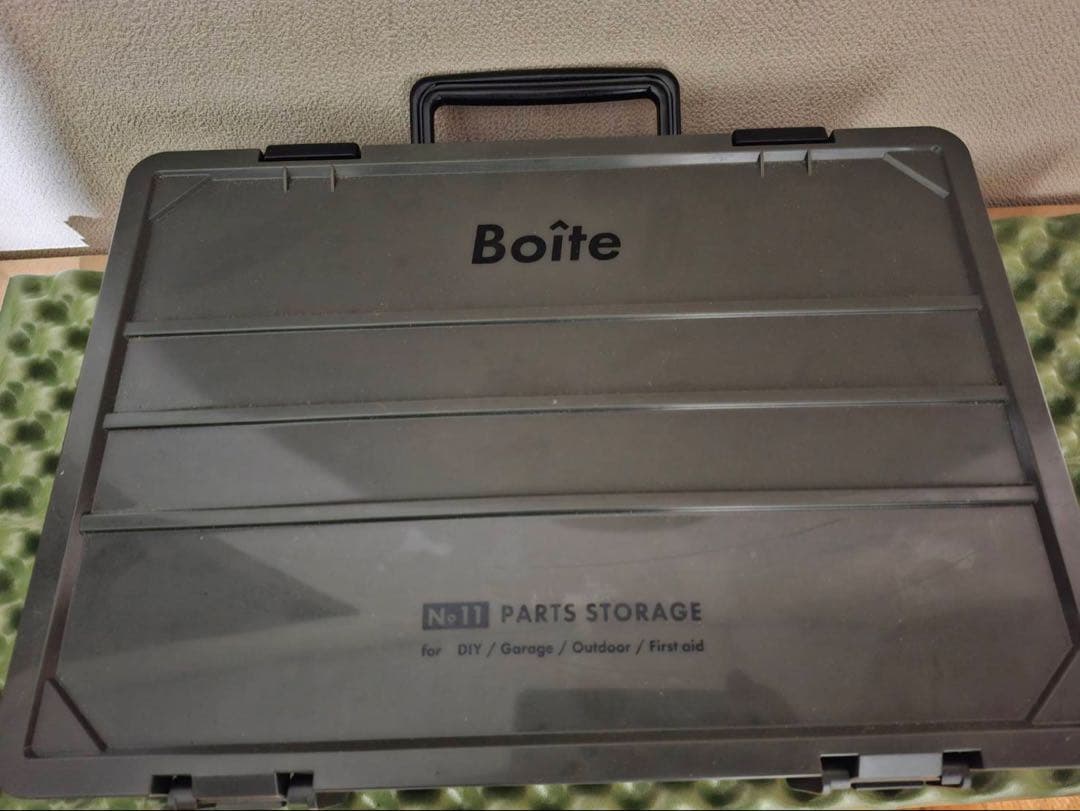 Boîte
No11 PARTS STORAGE
for DIY / Garage / Outdoor / First aid